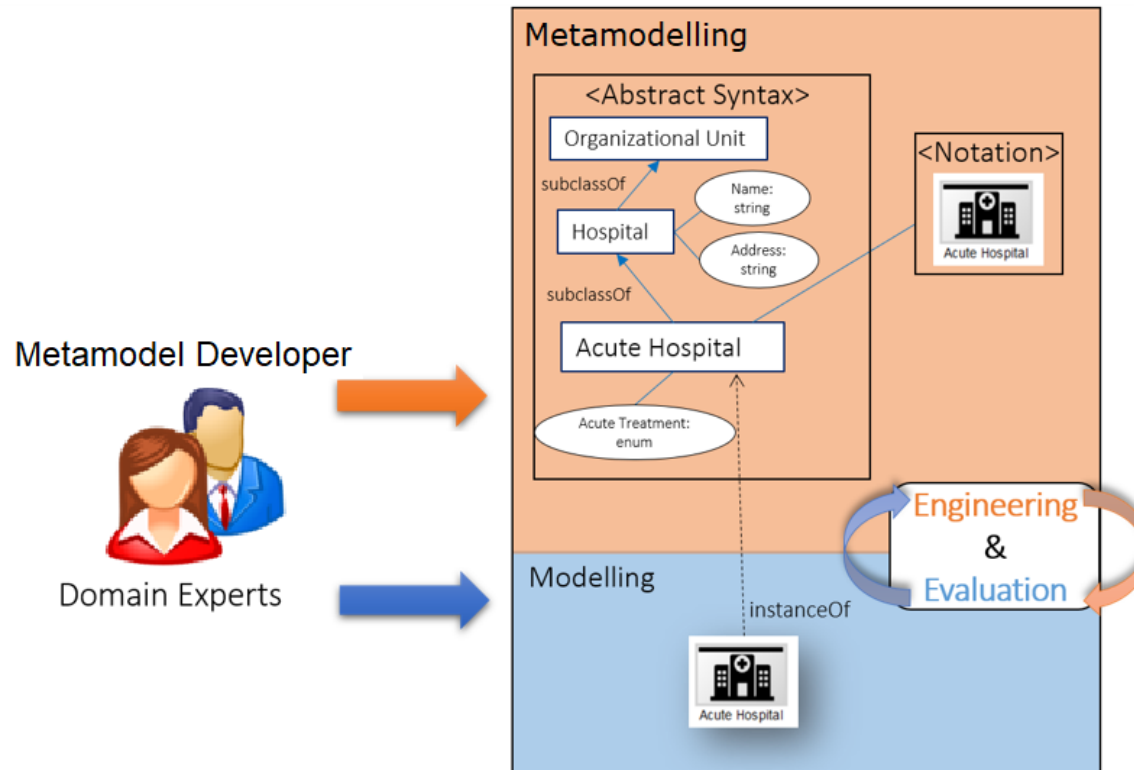 Metamodelling
<Abstract Syntax>
Organizational Unit
subclassOf
Name:
string
Hospital
Address:
string
subclassOf
Acute Hospital
Acute Treatment:
enum
<Notation>
Acute Hospital
Metamodel Developer
Domain Experts
Engineering
&
Evaluation
Modelling
instanceOf
Acute Hospital